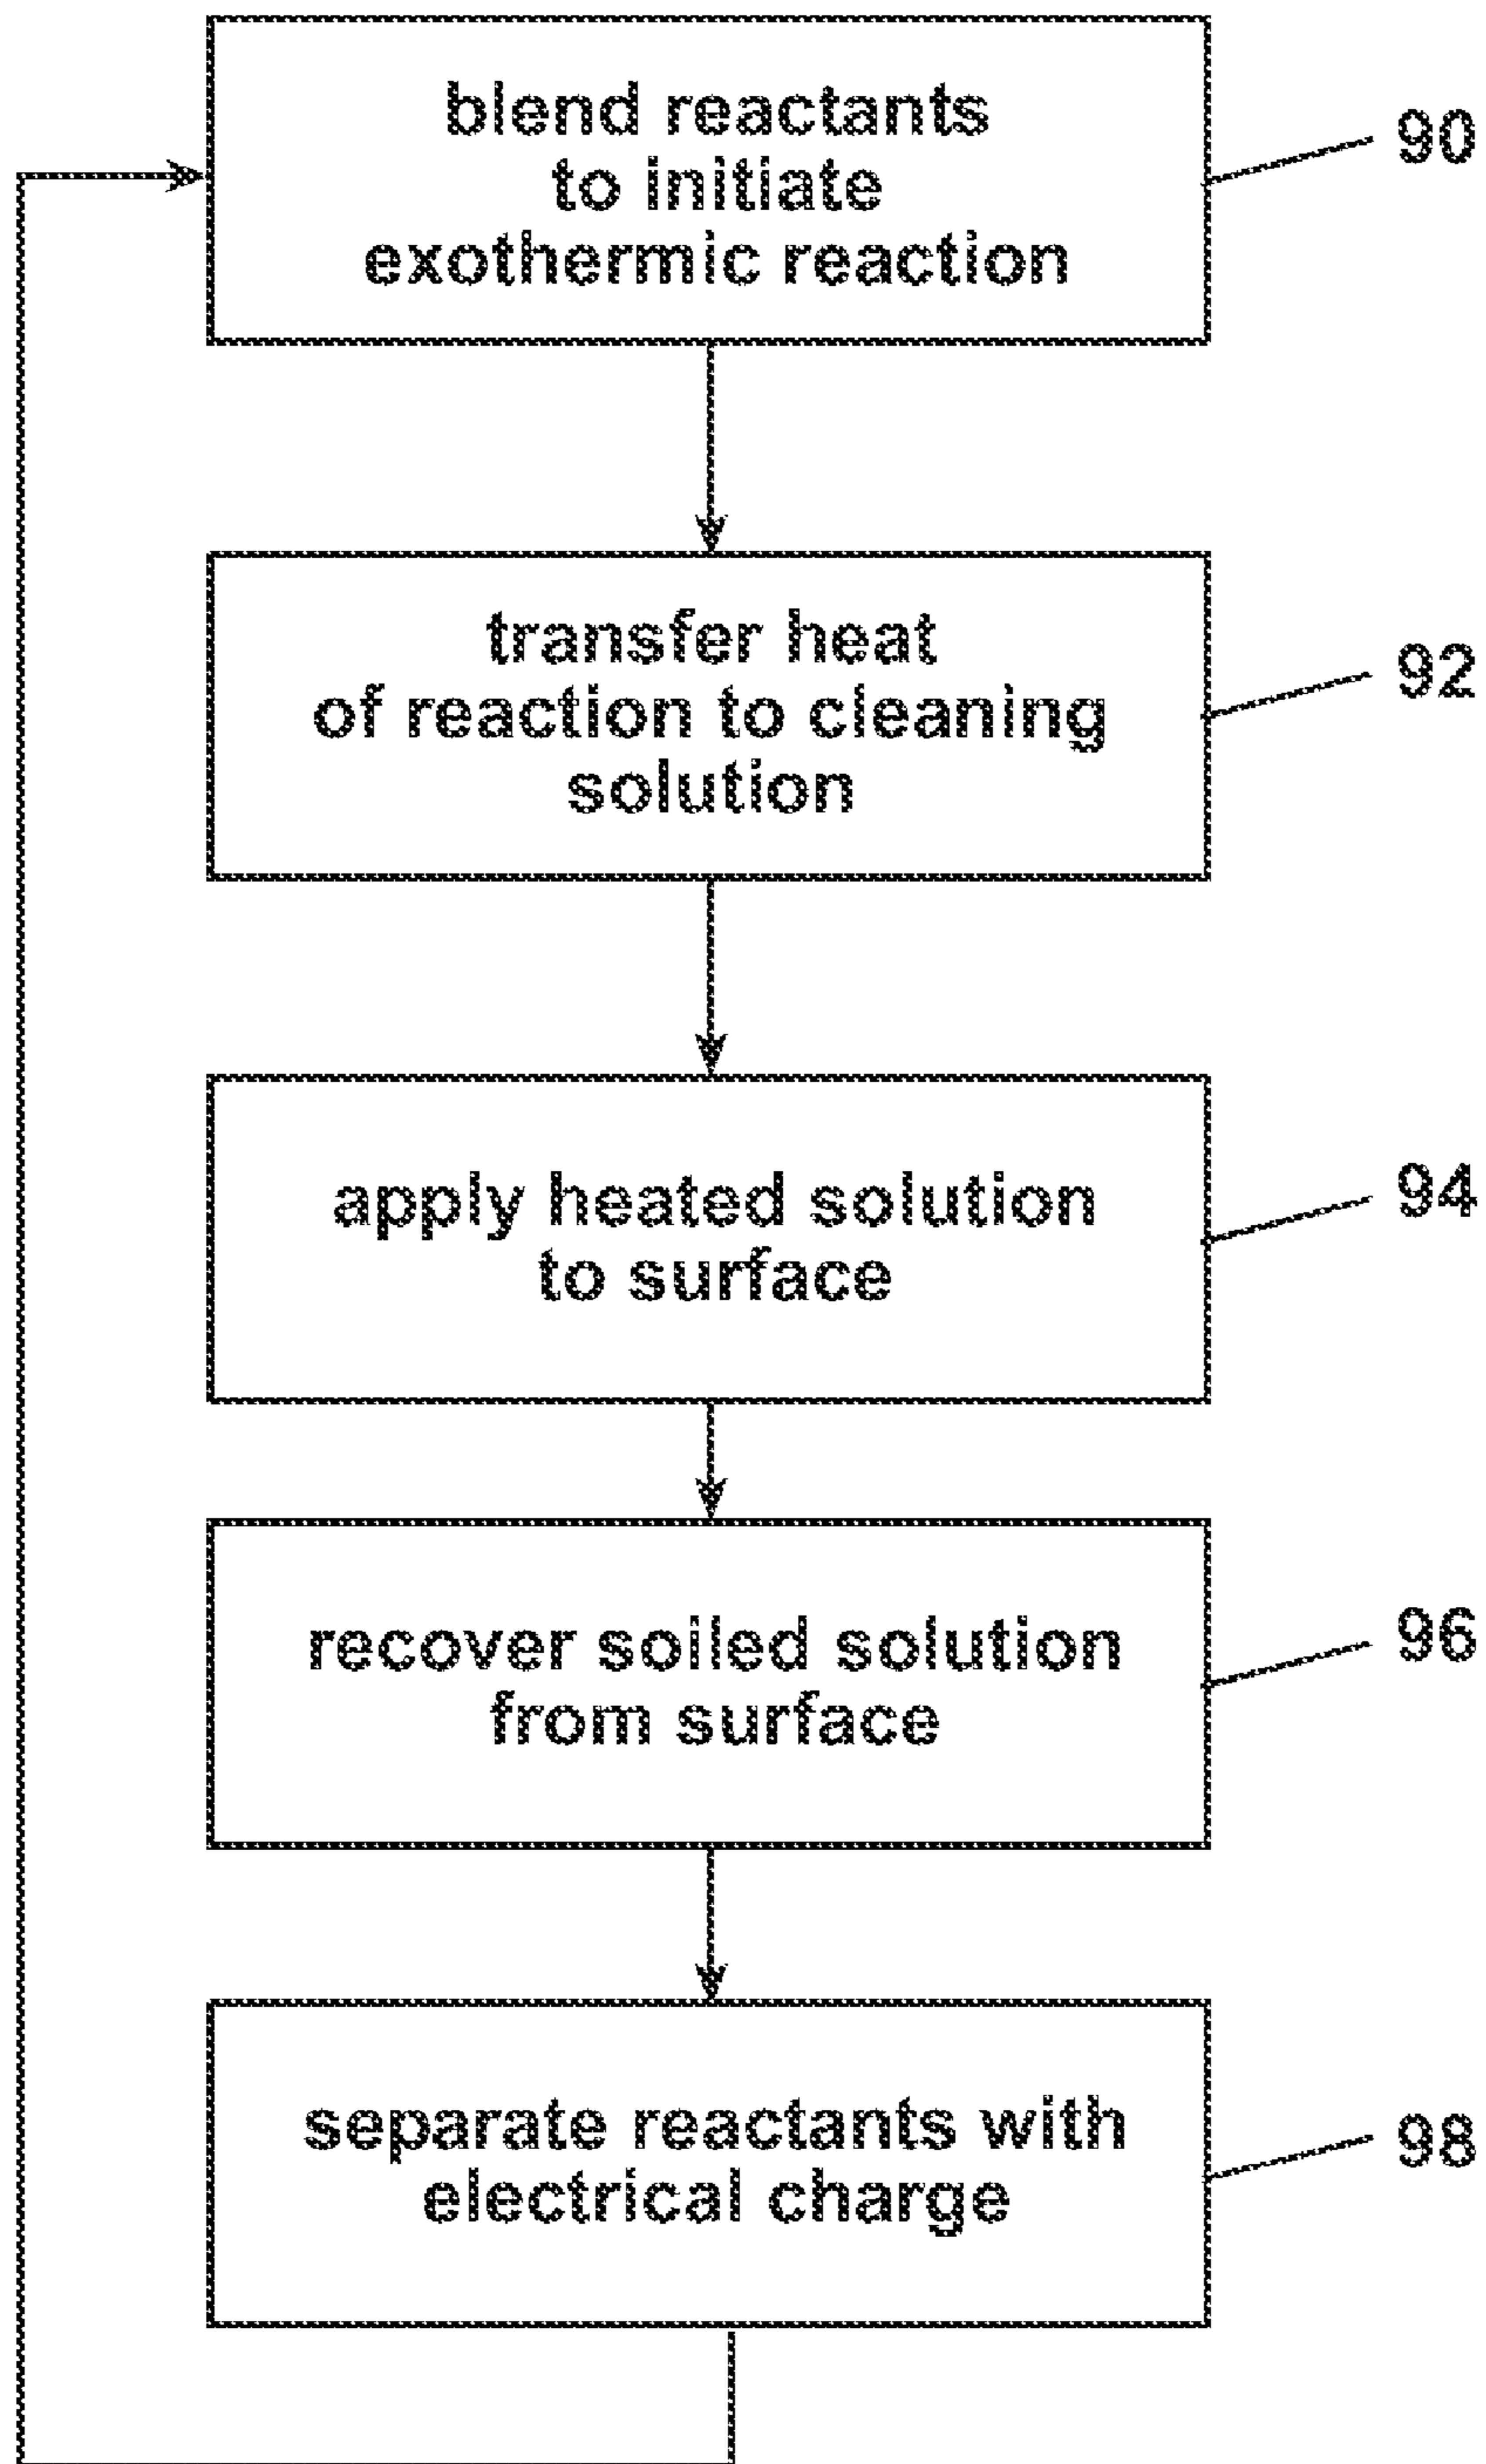 blend reactants
to initiate
exothermic reaction
90
transfer heat
of reaction to cleaning
solution
92
apply heated solution
to surface
94
recover soiled solution
from surface
96
separate reactants with
electrical charge
98